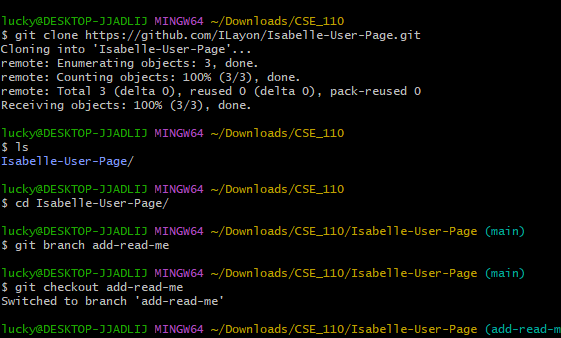 lucky@DESKTOP-JJADLIJ MINGW64 ~/Downloads/CSE_110
$ git clone https://github.com/ILayon/Isabelle-User-Page.git
Cloning into 'Isabelle-User-Page'...
remote: Enumerating objects: 3, done.
remote: Counting objects: 100% (3/3), done.
remote: Total 3 (delta 0), reused 0 (delta 0), pack-reused 0
Receiving objects: 100% (3/3), done.
lucky@DESKTOP-JJADLIJ MINGW64 ~/Downloads/CSE_110
$ ls
Isabelle-User-Page/
lucky@DESKTOP-JJADLIJ MINGW64 ~/Downloads/CSE_110
$ cd Isabelle-User-Page/
lucky@DESKTOP-JJADLIJ MINGW64 ~/Downloads/CSE_110/Isabelle-User-Page (main)
$ git branch add-read-me
lucky@DESKTOP-JJADLIJ MINGW64 ~/Downloads/CSE_110/Isabelle-User-Page (main)
$ git checkout add-read-me
Switched to branch 'add-read-me'
lucky@DESKTOP-JJADLIJ MINGW64 ~/Downloads/CSE_110/Isabelle-User-Page (add-read-m